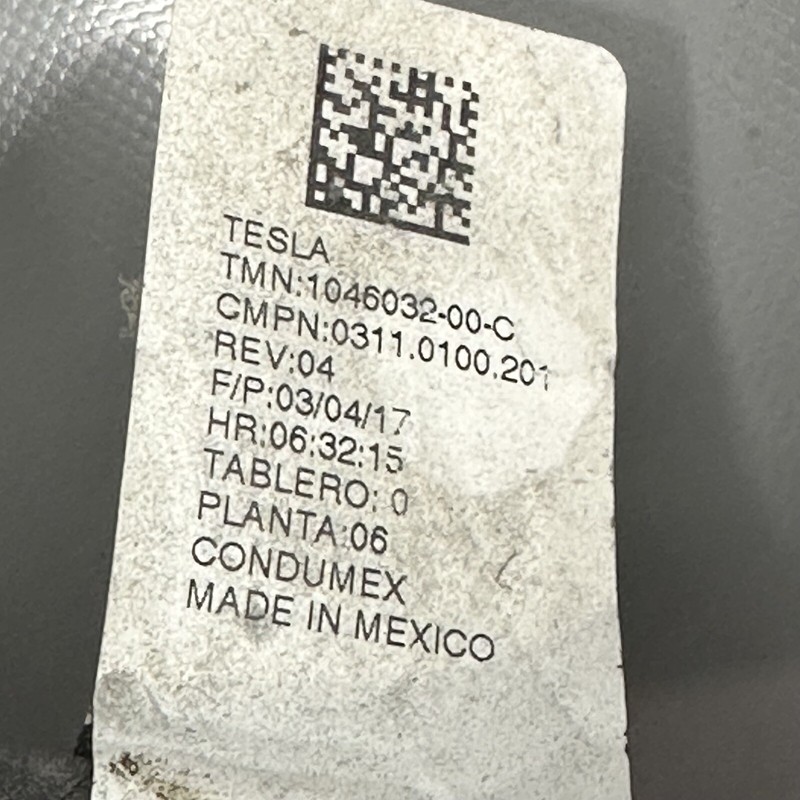 TESLA
TMN:1046032-00-C
CMPN:0311.0100.201
REV:04
F/P:03/04/17
HR:06:32:15
TABLERO: 0
PLANTA:06
CONDUMEX
MADE IN MEXICO